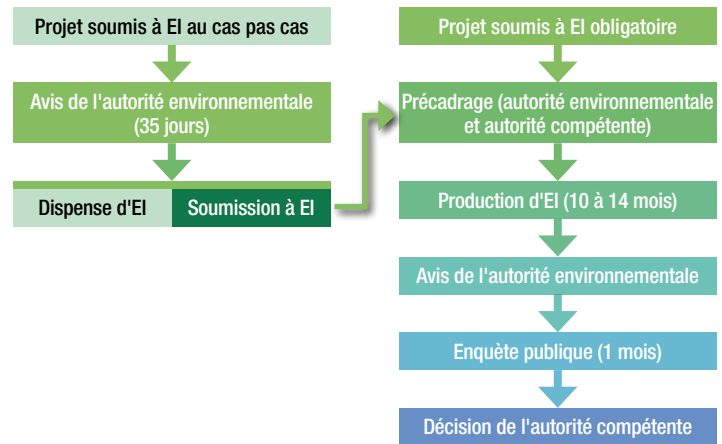 Projet soumis à EI au cas pas cas
Avis de l'autorité environnementale
(35 jours)
Dispense d'EI
Soumission à EI
Projet soumis à EI obligatoire
Précadrage (autorité environnementale
et autorité compétente)
Production d'EI (10 à 14 mois)
Avis de l'autorité environnementale
Enquète publique (1 mois)
Décision de l'autorité compétente